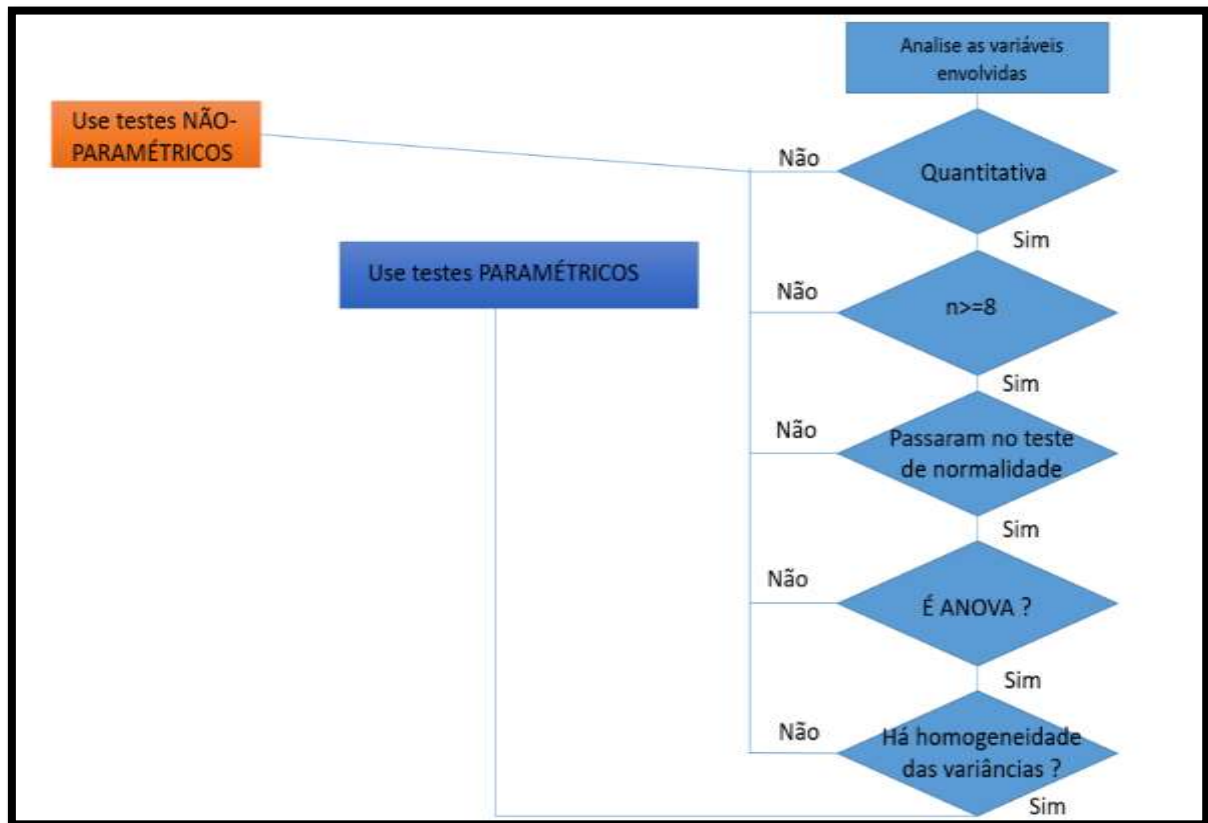 Analise as variáveis
envolvidas
Use testes NÃO-
PARAMÉTRICOS
Não
Quantitativa
Sim
Use testes PARAMÉTRICOS
Não
n>=8
Sim
Não
Passaram no teste
de normalidade
Sim
Não
É ANOVA ?
Sim
Não
Há homogeneidade
das variâncias ?
Sim